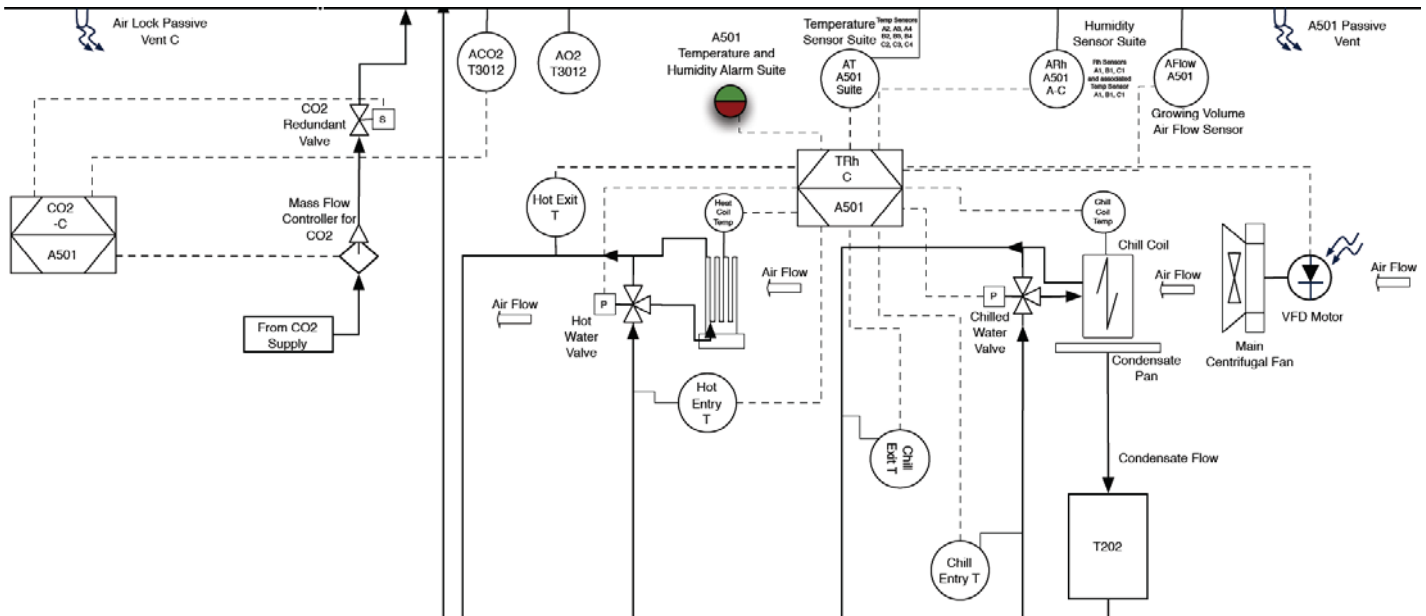 Air Lock Passive
Vent C
ACO2
T3012
AO2
T3012
A501
Temperature and
Humidity Alarm Suite
Temperature
Sensor Suite
Temp Sensors
A2, A3, A4
B2, B3, B4
C2, C3, C4
AT
A501
Suite
Humidity
Sensor Suite
ARh
A501
A-C
Rh Sensors
A1, B1, C1
and associated
Temp Sensor
A1, B1, C1
AFlow
A501
Growing Volume
Air Flow Sensor
A501 Passive
Vent
CO2
Redundant
Valve
S
CO2
-C
A501
Mass Flow
Controller for
CO2
From CO2
Supply
Hot Exit
T
TRh
C
A501
Heat
Coil
Temp
Chill
Coil
Temp
Chill Coil
P
Hot
Water
Valve
Air Flow
Air Flow
P
Chilled
Water
Valve
Air Flow
Air Flow
VFD Motor
Main
Centrifugal Fan
Condensate
Pan
Hot
Entry
T
Chill
Exit T
Condensate Flow
Chill
Entry T
T202